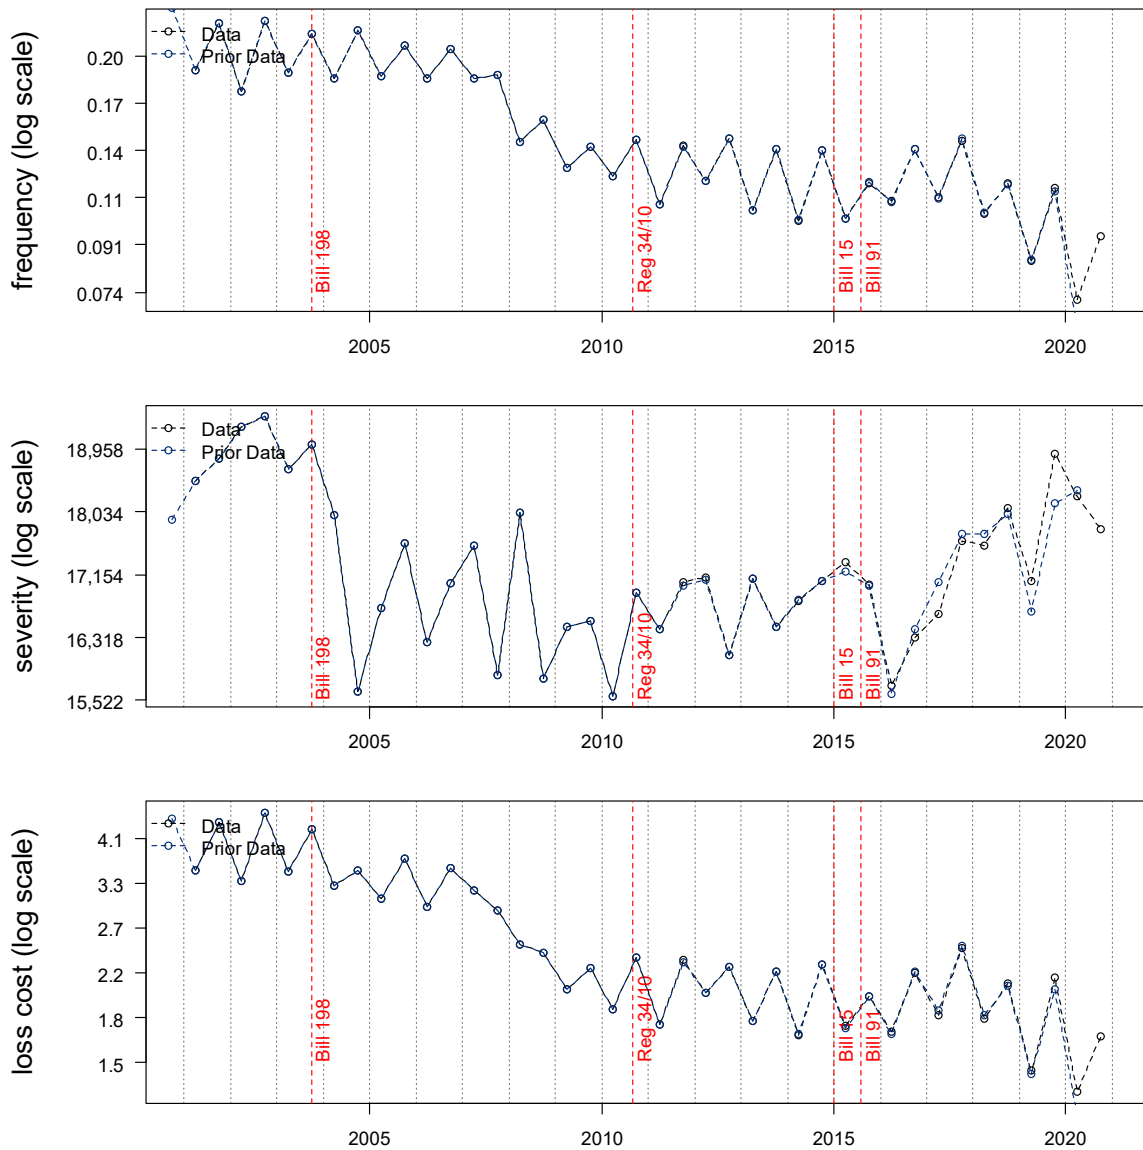 frequency (log scale)
Data
Prior Data
0.20
0.17
0.14
0.11
0.091
0.074
Bill 198
Reg 34/10
Bill 15
Bill 91
2005
2010
2015
2020
severity (log scale)
Data
Prior Data
18,958
18,034
17,154
16,318
15,522
Bill 198
Reg 34/10
Bill 15
Bill 91
2005
2010
2015
2020
loss cost (log scale)
Data
Prior Data
4.1
3.3
2.7
2.2
1.8
1.5
Bill 198
Reg 34/10
Bill 15
Bill 91
2005
2010
2015
2020